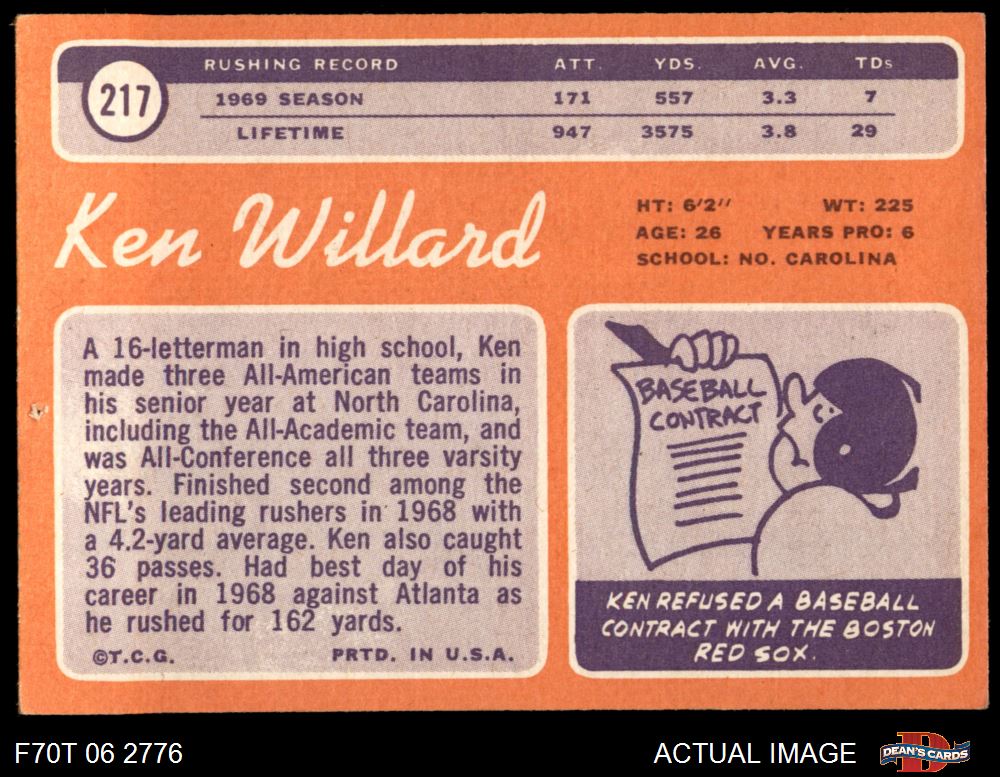 217
RUSHING RECORD ATT. YDS. AVG. TDs
1969 SEASON 171 557 3.3 7
LIFETIME 947 3575 3.8 29
Ken Willard
HT: 6'2" WT: 225
AGE: 26 YEARS PRO: 6
SCHOOL: NO. CAROLINA
A 16-letterman in high school, Ken
made three All-American teams in
his senior year at North Carolina,
including the All-Academic team, and
was All-Conference all three varsity
years. Finished second among the
NFL's leading rushers in 1968 with
a 4.2-yard average. Ken also caught
36 passes. Had best day of his
career in 1968 against Atlanta as
he rushed for 162 yards.
©T.C.G. PRTD. IN U.S.A.
BASEBALL
CONTRACT
KEN REFUSED A BASEBALL
CONTRACT WITH THE BOSTON
RED SOX.
F70T 06 2776 ACTUAL IMAGE DEAN'S CARDS